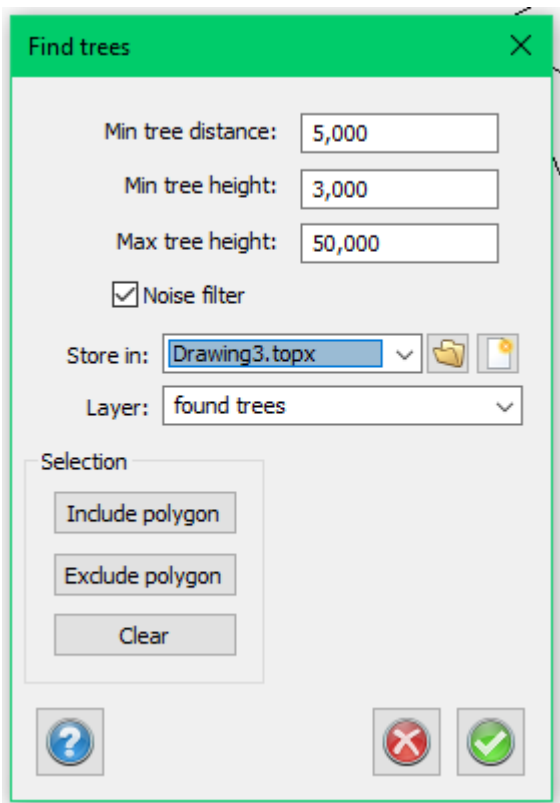 Find trees
Min tree distance: 5,000
Min tree height: 3,000
Max tree height: 50,000
Noise filter
Store in: Drawing3.topx
Layer: found trees
Selection
Include polygon
Exclude polygon
Clear